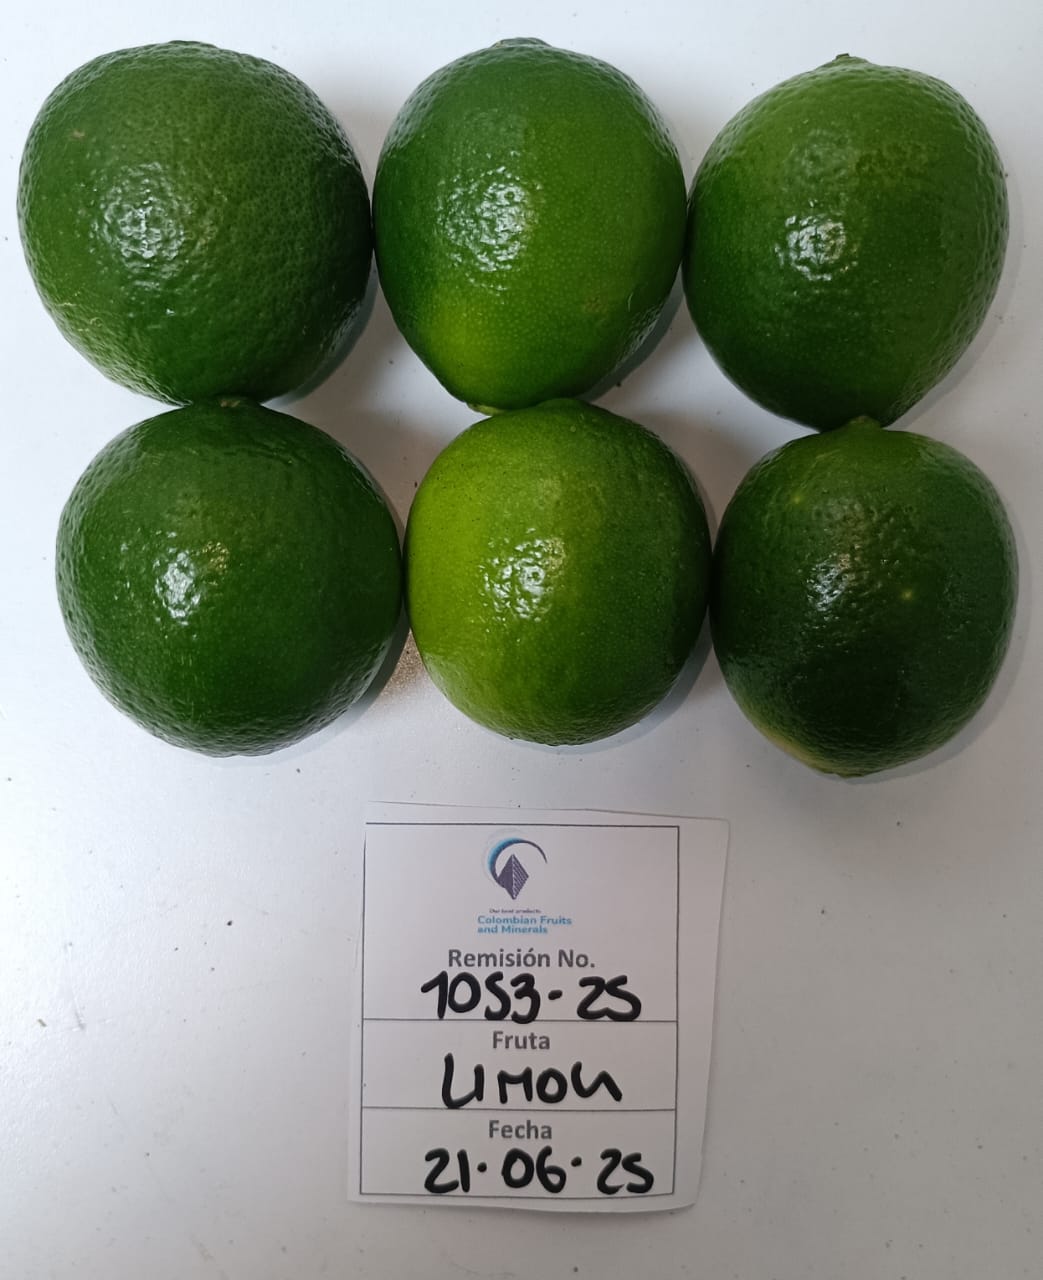 Our best products
Colombian Fruits
and Minerals
Remisión No.
1053-25
Fruta
LIMON
Fecha
21·06·25